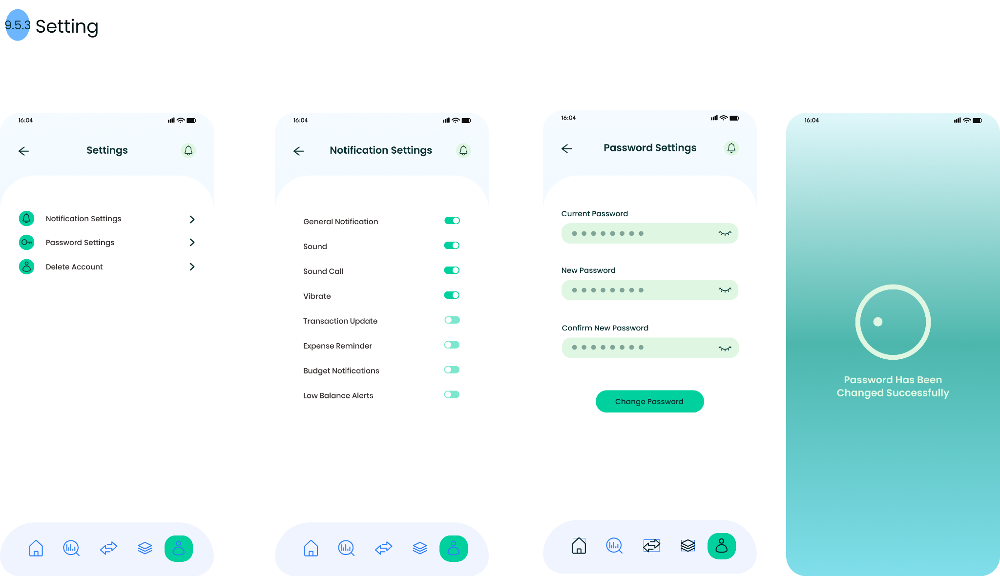 9.5.3 Setting
16:04
Settings
Notification Settings
Password Settings
Delete Account
16:04
Notification Settings
General Notification
Sound
Sound Call
Vibrate
Transaction Update
Expense Reminder
Budget Notifications
Low Balance Alerts
16:04
Password Settings
Current Password
New Password
Confirm New Password
Change Password
16:04
Password Has Been
Changed Successfully